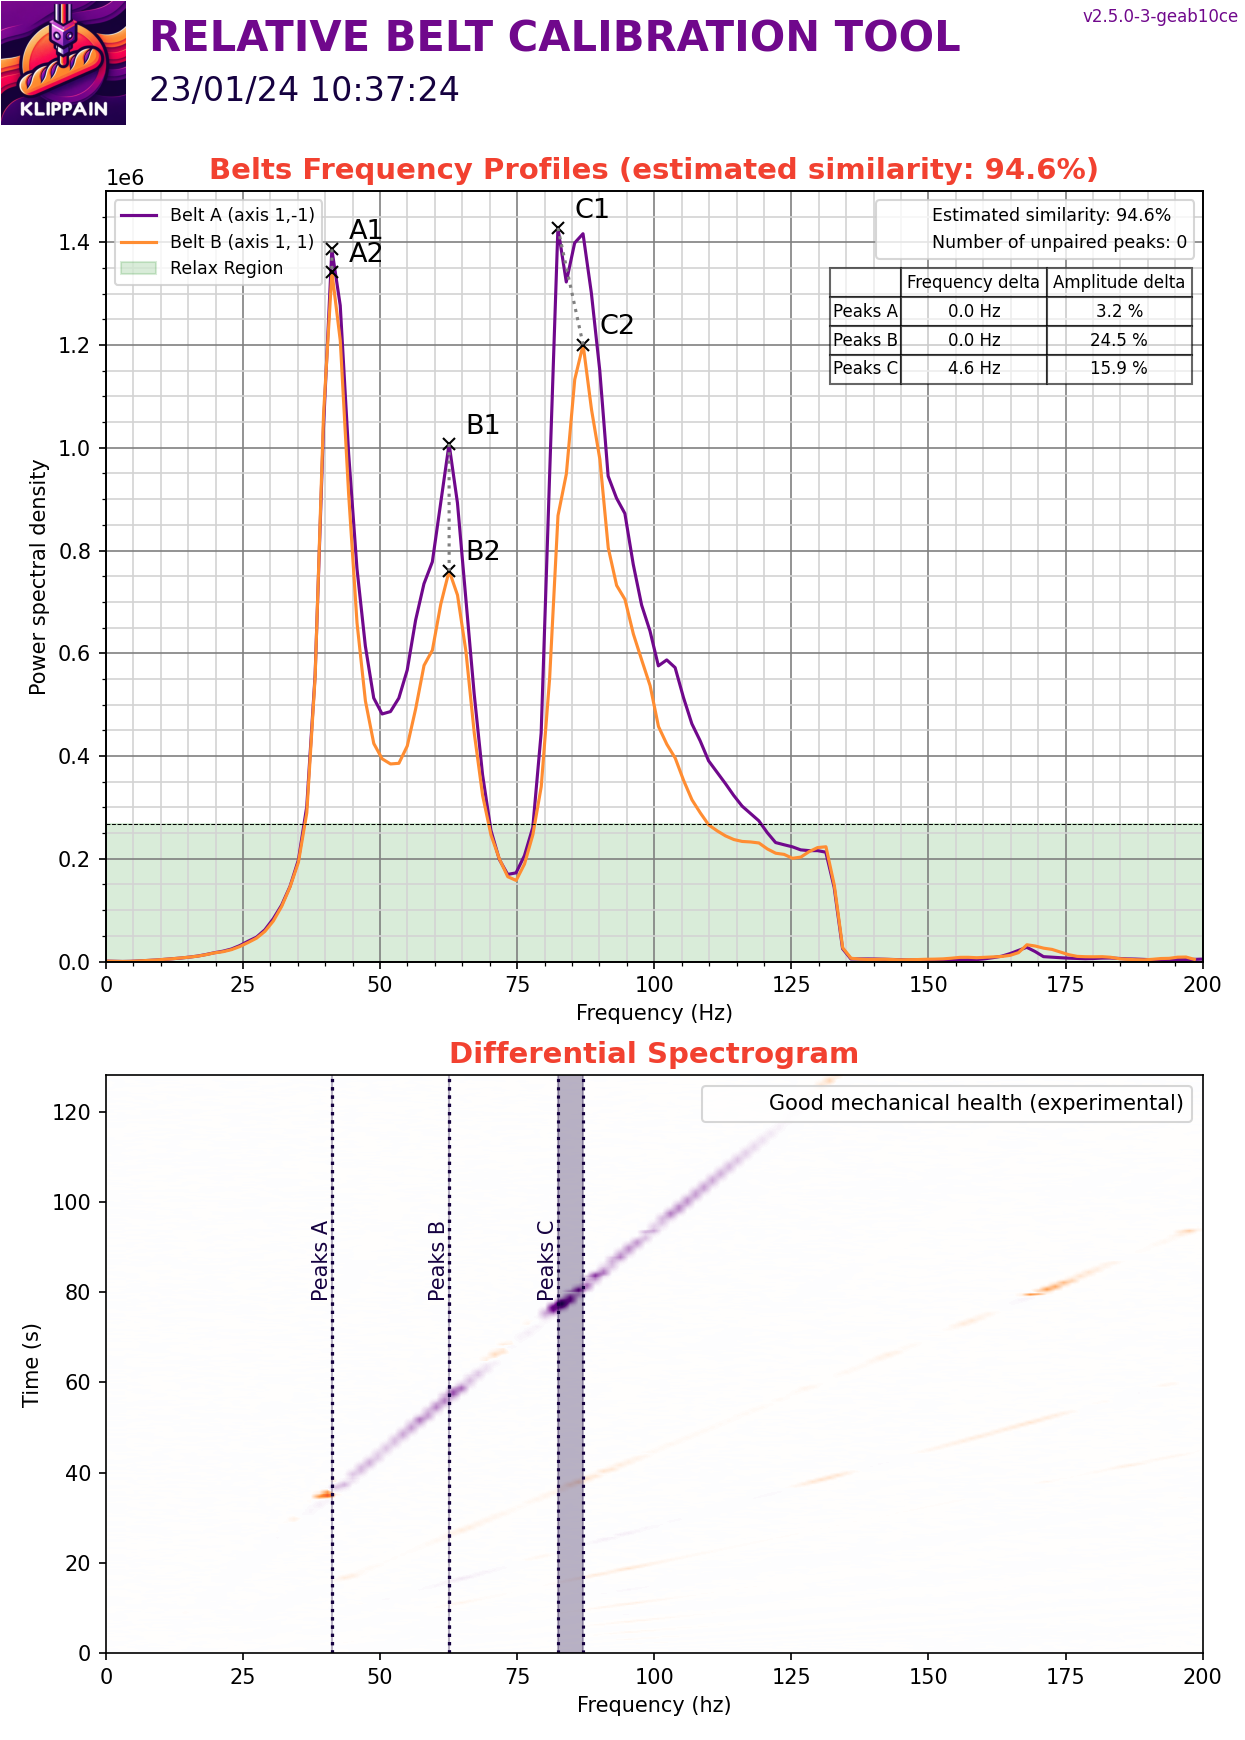 v2.5.0-3-geab10ce
RELATIVE BELT CALIBRATION TOOL
23/01/24 10:37:24
KLIPPAIN
Belts Frequency Profiles (estimated similarity: 94.6%)
1e6
Belt A (axis 1,-1)
Belt B (axis 1, 1)
Relax Region
A1
A2
B1
B2
C1
C2
Estimated similarity: 94.6%
Number of unpaired peaks: 0
Frequency delta Amplitude delta
Peaks A 0.0 Hz 3.2 %
Peaks B 0.0 Hz 24.5 %
Peaks C 4.6 Hz 15.9 %
Power spectral density
1.4
1.2
1.0
0.8
0.6
0.4
0.2
0.0
0 25 50 75 100 125 150 175 200
Frequency (Hz)
Differential Spectrogram
Good mechanical health (experimental)
Peaks A
Peaks B
Peaks C
Time (s)
120
100
80
60
40
20
0
0 25 50 75 100 125 150 175 200
Frequency (hz)